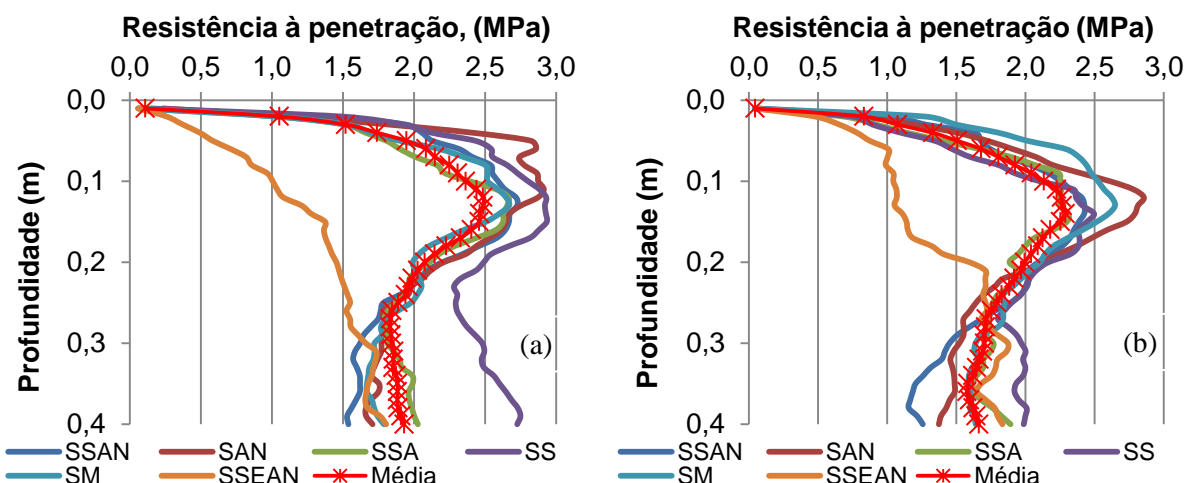 Resistência à penetração, (MPa)
0,0 0,5 1,0 1,5 2,0 2,5 3,0
0,0
0,1
0,2
0,3
0,4
Profundidade (m)
(a)
SSAN SAN SSA SS
SM SSEAN Média
Resistência à penetração (MPa)
0,0 0,5 1,0 1,5 2,0 2,5 3,0
0,0
0,1
0,2
0,3
0,4
Profundidade (m)
(b)
SSAN SAN SSA SS
SM SSEAN Média